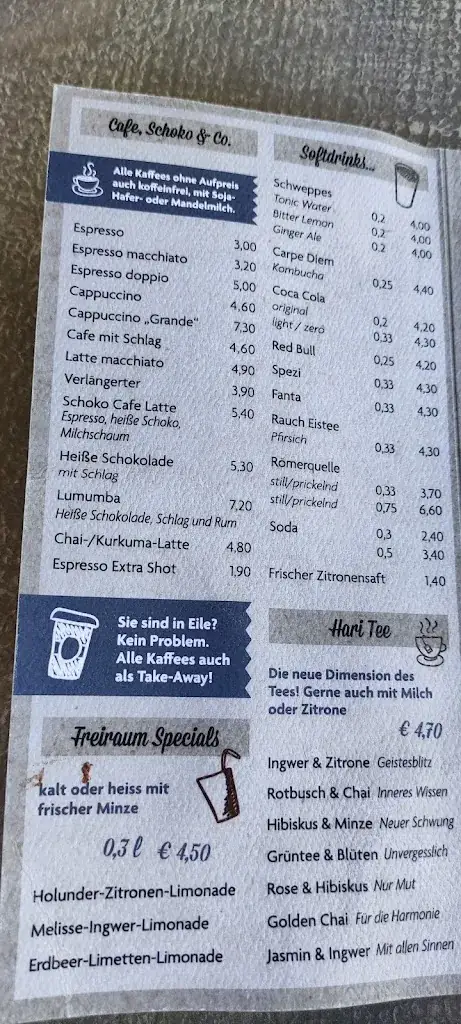 Cafe, Schoko & Co.
Alle Kaffees ohne Aufpreis
auch koffeinfrei, mit Soja-
Hafer- oder Mandelmilch.
Espresso 3,00
Espresso macchiato 3,20
Espresso doppio 5,00
Cappuccino 4,60
Cappuccino „Grande“ 7,30
Cafe mit Schlag 4,60
Latte macchiato 4,90
Verlängerter 3,90
Schoko Cafe Latte 5,40
Espresso, heiße Schoko,
Milchschaum
Heiße Schokolade 5,30
mit Schlag
Lumumba 7,20
Heiße Schokolade, Schlag und Rum
Chai-/Kurkuma-Latte 4,80
Espresso Extra Shot 1,90
Sie sind in Eile?
Kein Problem.
Alle Kaffees auch
als Take-Away!
Freiraum Specials
kalt oder heiss mit
frischer Minze
0,3 l € 4,50
Holunder-Zitronen-Limonade
Melisse-Ingwer-Limonade
Erdbeer-Limetten-Limonade
Softdrinks...
Schweppes
Tonic Water 0,2 4,00
Bitter Lemon 0,2 4,00
Ginger Ale 0,2 4,00
Carpe Diem
Kombucha 0,25 4,40
Coca Cola
original 0,2 4,20
light / zero 0,33 4,30
Red Bull 0,25 4,20
Spezi 0,33 4,30
Fanta 0,33 4,30
Rauch Eistee
Pfirsich 0,33 4,30
Römerquelle
still/prickelnd 0,33 3,70
still/prickelnd 0,75 6,60
Soda 0,3 2,40
0,5 3,40
Frischer Zitronensaft 1,40
Hari Tee
Die neue Dimension des
Tees! Gerne auch mit Milch
oder Zitrone
€ 4,70
Ingwer & Zitrone Geistesblitz
Rotbusch & Chai Inneres Wissen
Hibiskus & Minze Neuer Schwung
Grüntee & Blüten Unvergesslich
Rose & Hibiskus Nur Mut
Golden Chai Für die Harmonie
Jasmin & Ingwer Mit allen Sinnen